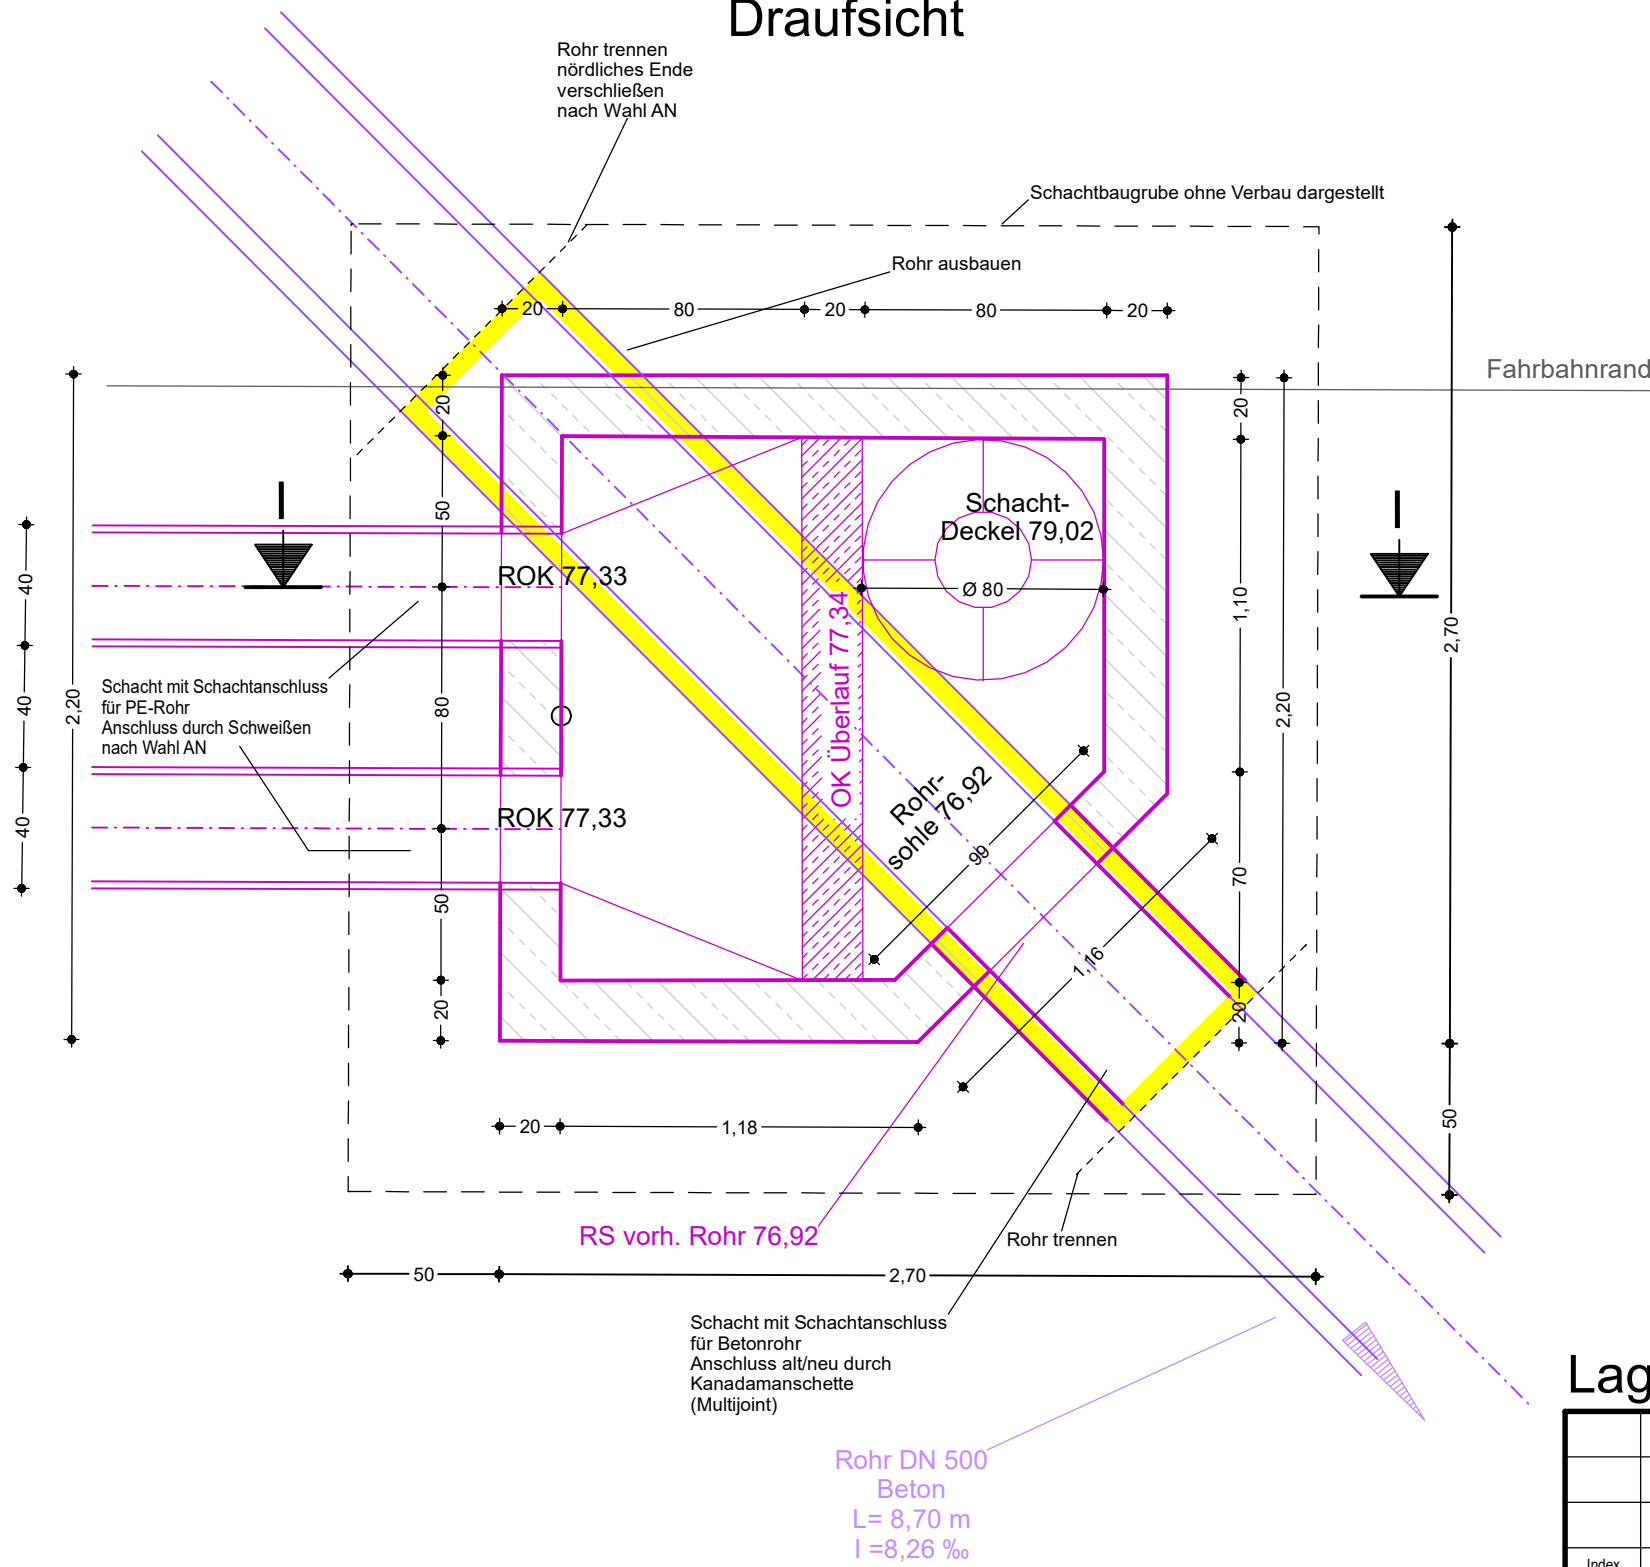 Draufsicht
Rohr trennen
nördliches Ende
verschließen
nach Wahl AN
Schachtbaugrube ohne Verbau dargestellt
Rohr ausbauen
20
80
20
80
20
Fahrbahnrand
20
50
80
50
20
20
1,10
70
20
2,20
2,70
50
I
I
Schacht-
Deckel 79,02
Ø 80
ROK 77,33
ROK 77,33
40
40
40
2,20
Schacht mit Schachtanschluss
für PE-Rohr
Anschluss durch Schweißen
nach Wahl AN
OK Überlauf 77,34
Rohr-
sohle 76,92
99
1,16
20
1,18
RS vorh. Rohr 76,92
Rohr trennen
50
2,70
Schacht mit Schachtanschluss
für Betonrohr
Anschluss alt/neu durch
Kanadamanschette
(Multijoint)
Rohr DN 500
Beton
L= 8,70 m
I =8,26 ‰
Lag
Index